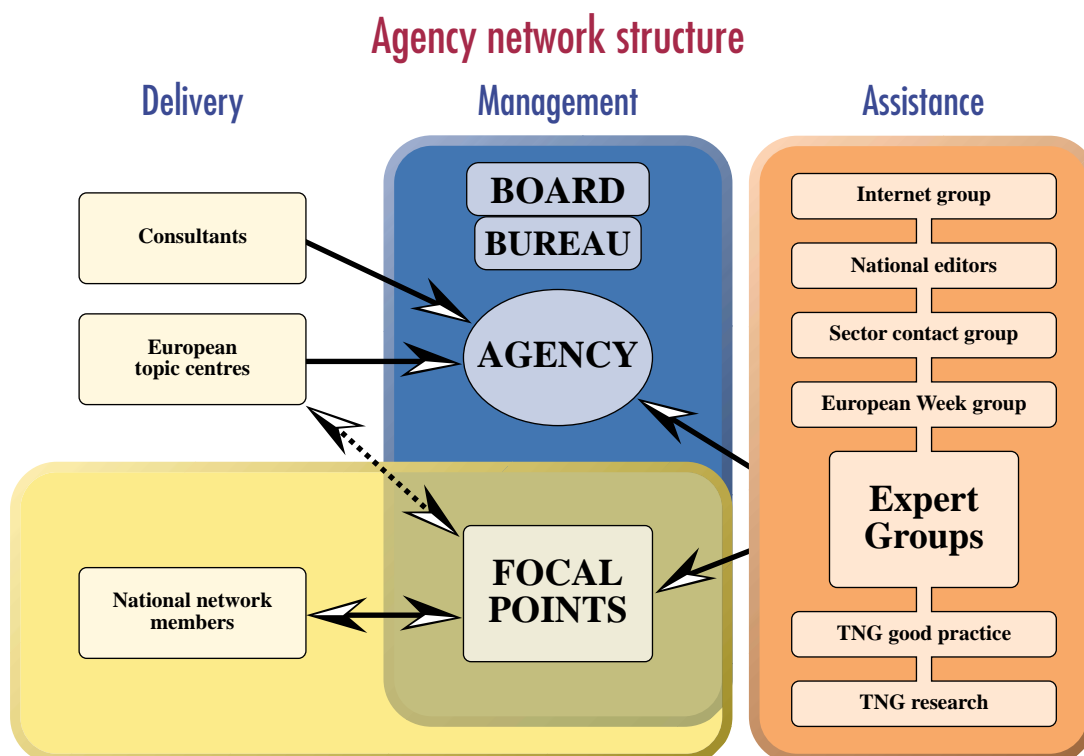 Agency network structure
Delivery
Management
Assistance
Consultants
European
topic centres
National network
members
BOARD
BUREAU
AGENCY
FOCAL
POINTS
Internet group
National editors
Sector contact group
European Week group
Expert
Groups
TNG good practice
TNG research